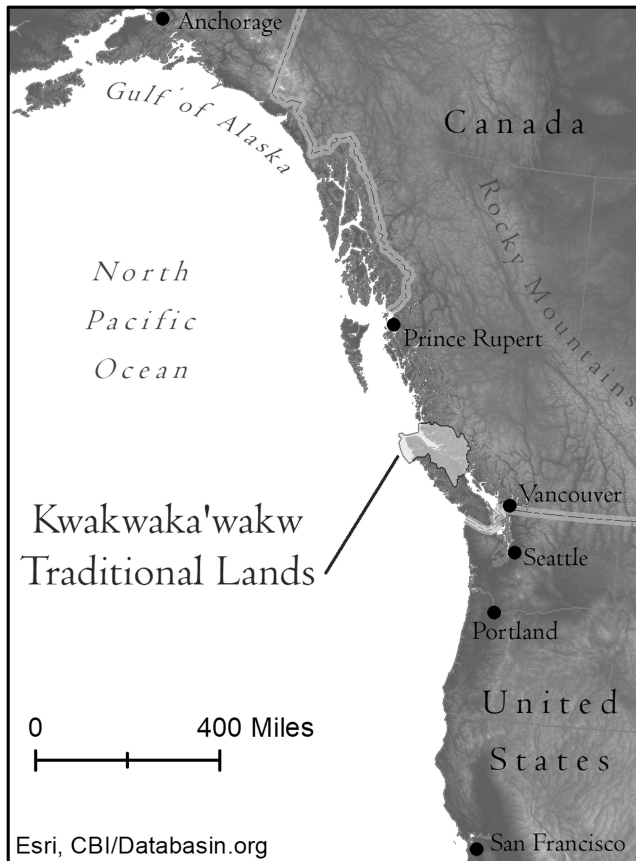 Anchorage
Gulf of Alaska
Canada
Rocky Mountains
North
Pacific
Ocean
Prince Rupert
Kwakwaka'wakw
Traditional Lands
Vancouver
Seattle
Portland
United
States
0 400 Miles
San Francisco
Esri, CBI/Databasin.org